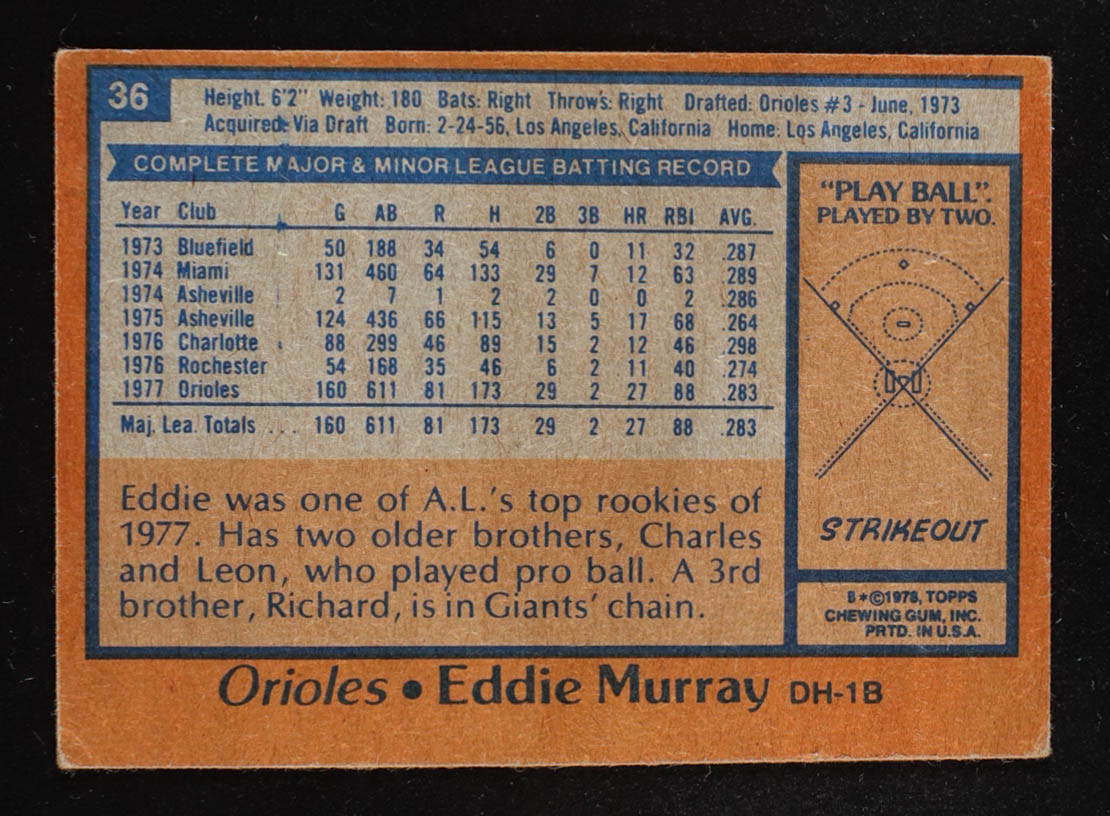 36
Height. 6'2" Weight: 180 Bats: Right Throws: Right Drafted: Orioles #3 - June, 1973
Acquired: Via Draft Born: 2-24-56, Los Angeles, California Home: Los Angeles, California
COMPLETE MAJOR & MINOR LEAGUE BATTING RECORD
Year Club G AB R H 2B 3B HR RBI AVG.
1973 Bluefield 50 188 34 54 6 0 11 32 .287
1974 Miami 131 460 64 133 29 7 12 63 .289
1974 Asheville 2 7 1 2 2 0 0 2 .286
1975 Asheville 124 436 66 115 13 5 17 68 .264
1976 Charlotte 88 299 46 89 15 2 12 46 .298
1976 Rochester 54 168 35 46 6 2 11 40 .274
1977 Orioles 160 611 81 173 29 2 27 88 .283
Maj. Lea. Totals ... 160 611 81 173 29 2 27 88 .283
Eddie was one of A.L.'s top rookies of
1977. Has two older brothers, Charles
and Leon, who played pro ball. A 3rd
brother, Richard, is in Giants' chain.
"PLAY BALL".
PLAYED BY TWO.
STRIKEOUT
B*©1978, TOPPS
CHEWING GUM, INC.
PRTD. IN U.S.A.
Orioles • Eddie Murray DH-1B